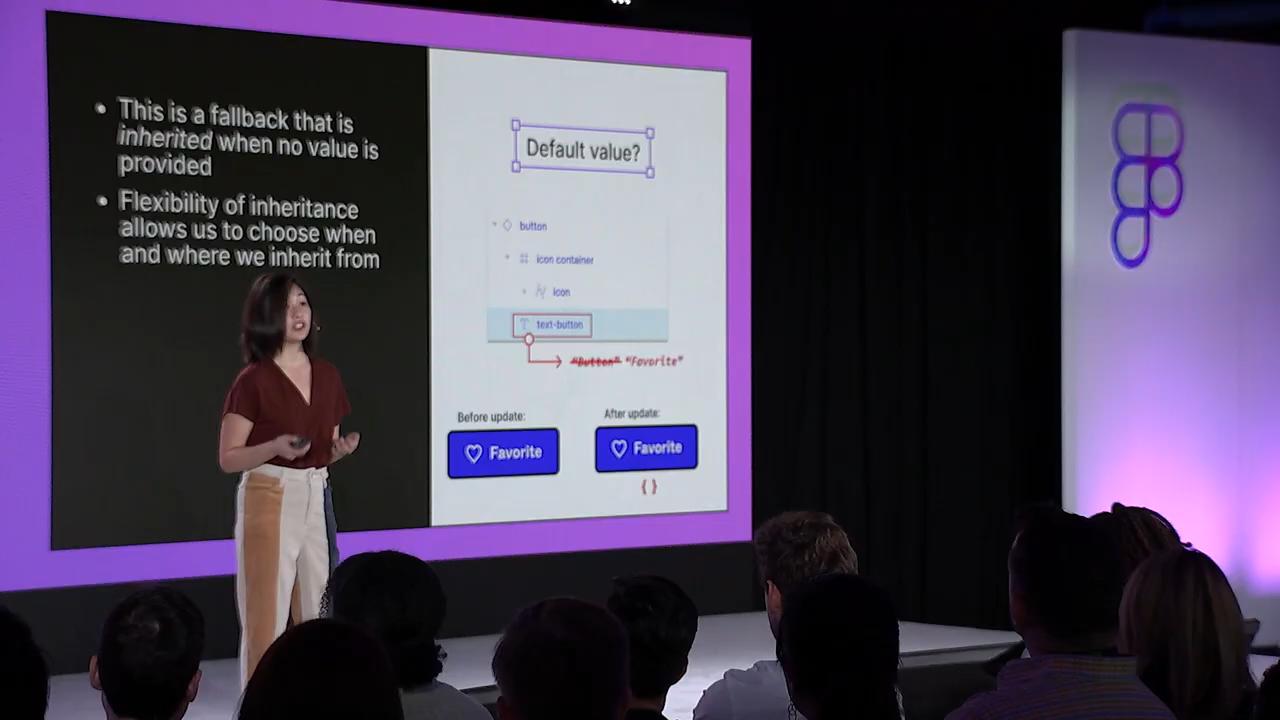 • This is a fallback that is
inherited when no value is
provided
• Flexibility of inheritance
allows us to choose when
and where we inherit from
Default value?
button
icon container
icon
text-button
"Button" "Favorite"
Before update:
After update:
Favorite
Favorite
{ }